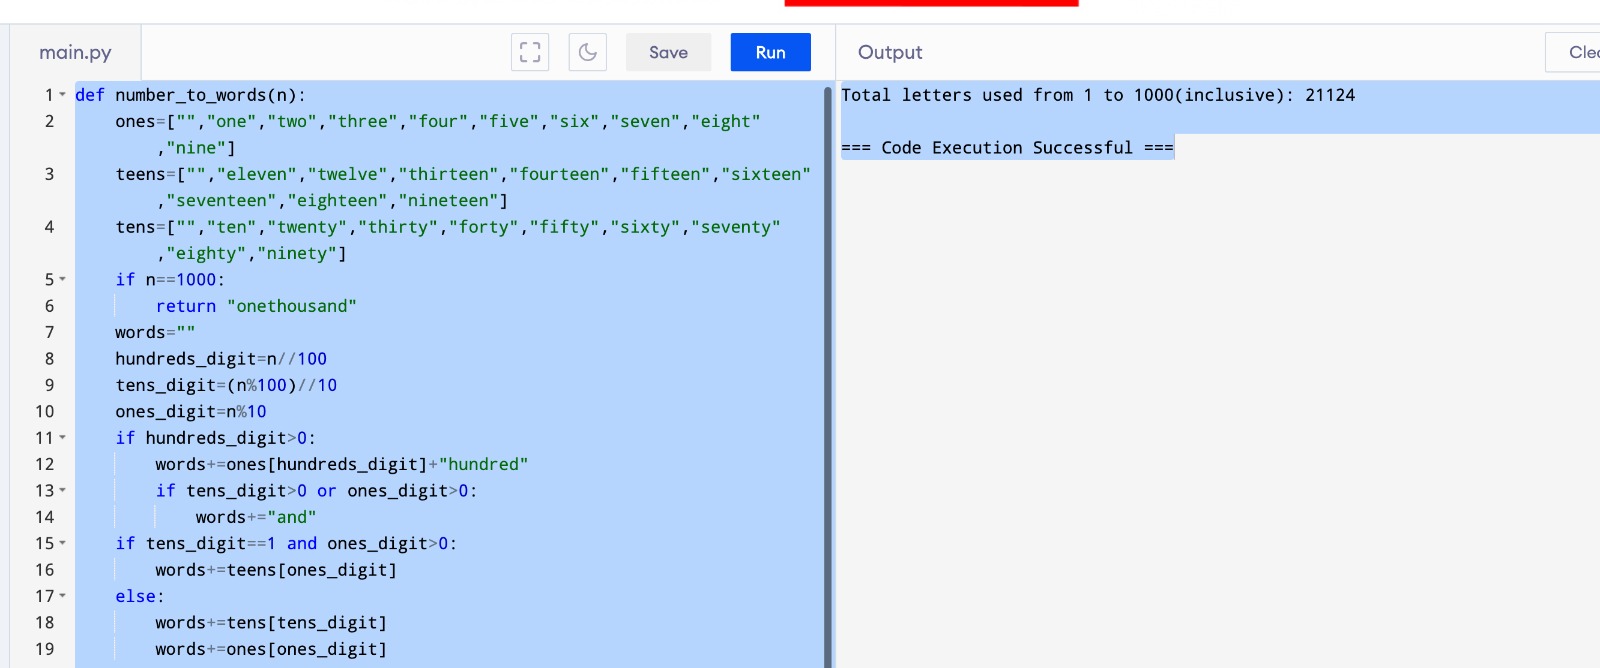 main.py
Save
Run
Output
1 def number_to_words(n):
2 ones=["","one","two","three","four","five","six","seven","eight"
,"nine"]
3 teens=["","eleven","twelve","thirteen","fourteen","fifteen","sixteen"
,"seventeen","eighteen","nineteen"]
4 tens=["","ten","twenty","thirty","forty","fifty","sixty","seventy"
,"eighty","ninety"]
5 if n==1000:
6 return "onethousand"
7 words=""
8 hundreds_digit=n//100
9 tens_digit=(n%100)//10
10 ones_digit=n%10
11 if hundreds_digit>0:
12 words+=ones[hundreds_digit]+"hundred"
13 if tens_digit>0 or ones_digit>0:
14 words+="and"
15 if tens_digit==1 and ones_digit>0:
16 words+=teens[ones_digit]
17 else:
18 words+=tens[tens_digit]
19 words+=ones[ones_digit]
Total letters used from 1 to 1000(inclusive): 21124
=== Code Execution Successful ===